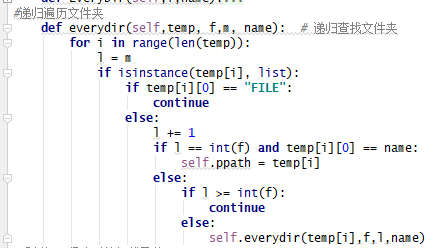 #递归遍历文件夹
def everydir(self,temp, f,m, name):  # 递归查找文件夹
for i in range(len(temp)):
l = m
if isinstance(temp[i], list):
if temp[i][0] == "FILE":
continue
else:
l += 1
if l == int(f) and temp[i][0] == name:
self.ppath = temp[i]
else:
if l >= int(f):
continue
else:
self.everydir(temp[i],f,l,name)